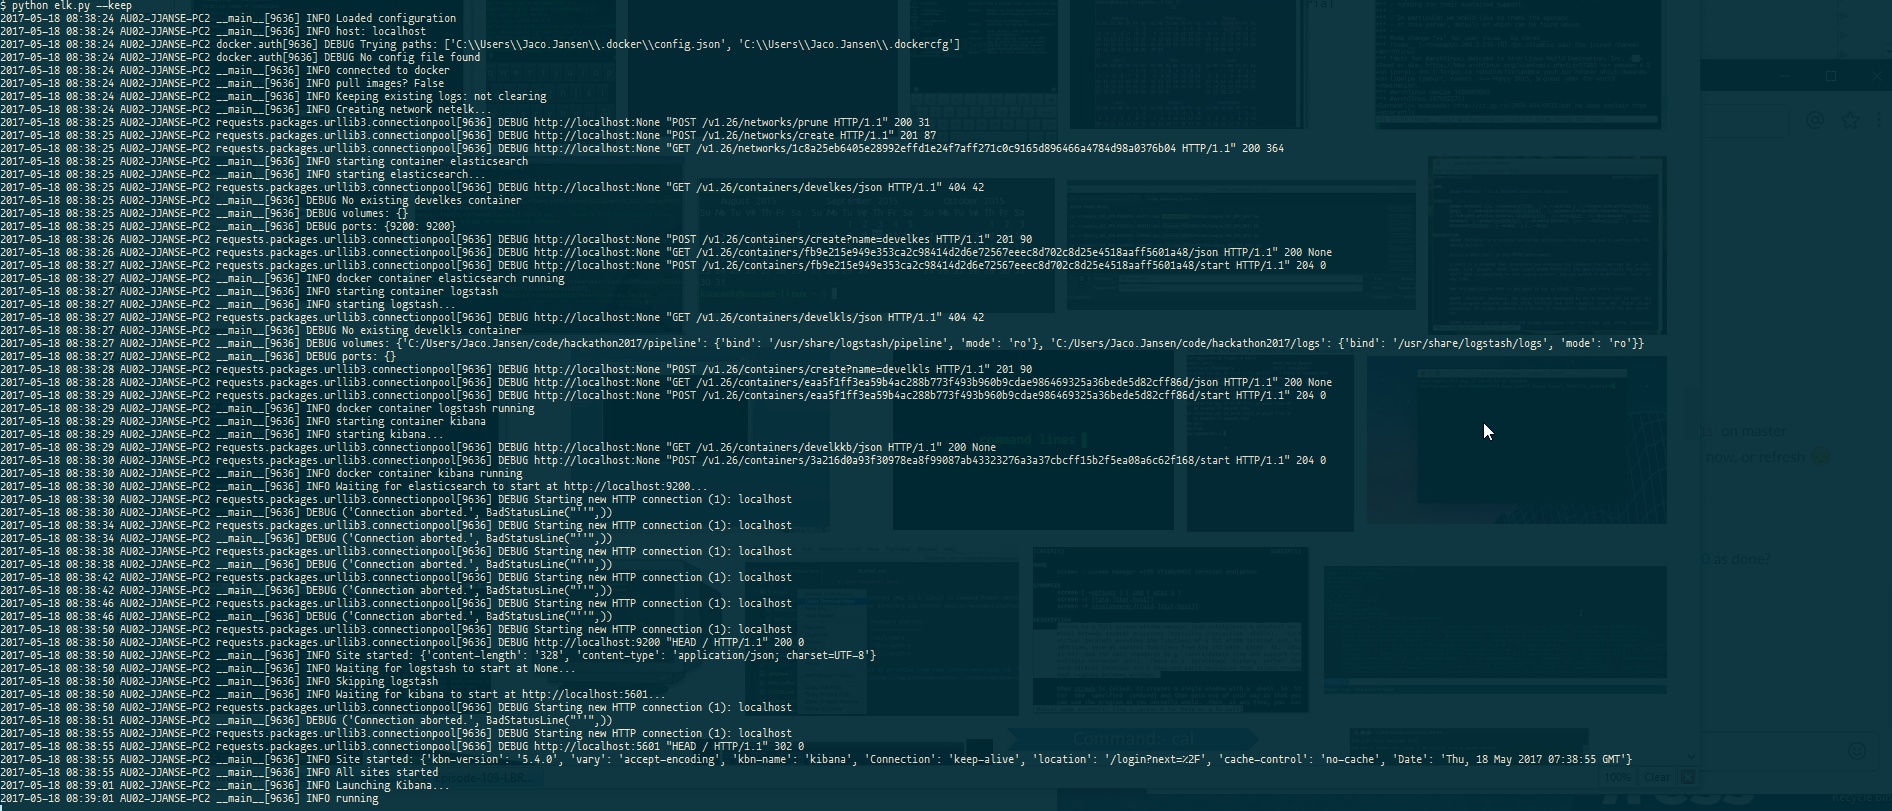 $ python elk.py --keep
2017-05-18 08:38:24 AU02-JJANSE-PC2 __main__[9636] INFO Loaded configuration
2017-05-18 08:38:24 AU02-JJANSE-PC2 __main__[9636] INFO host: localhost
2017-05-18 08:38:24 AU02-JJANSE-PC2 docker.auth[9636] DEBUG Trying paths: ['C:\\Users\\Jaco.Jansen\\.docker\\config.json', 'C:\\Users\\Jaco.Jansen\\.dockercfg']
2017-05-18 08:38:24 AU02-JJANSE-PC2 docker.auth[9636] DEBUG No config file found
2017-05-18 08:38:24 AU02-JJANSE-PC2 __main__[9636] INFO connected to docker
2017-05-18 08:38:24 AU02-JJANSE-PC2 __main__[9636] INFO pull images? False
2017-05-18 08:38:24 AU02-JJANSE-PC2 __main__[9636] INFO Keeping existing logs: not clearing
2017-05-18 08:38:24 AU02-JJANSE-PC2 __main__[9636] INFO Creating network netelk...
2017-05-18 08:38:25 AU02-JJANSE-PC2 requests.packages.urllib3.connectionpool[9636] DEBUG http://localhost:None "POST /v1.26/networks/prune HTTP/1.1" 200 31
2017-05-18 08:38:25 AU02-JJANSE-PC2 requests.packages.urllib3.connectionpool[9636] DEBUG http://localhost:None "POST /v1.26/networks/create HTTP/1.1" 201 87
2017-05-18 08:38:25 AU02-JJANSE-PC2 requests.packages.urllib3.connectionpool[9636] DEBUG http://localhost:None "GET /v1.26/networks/1c8a25eb6405e28992effd1e24f7aff271c0c9165d896466a4784d98a0376b04 HTTP/1.1" 200 364
2017-05-18 08:38:25 AU02-JJANSE-PC2 __main__[9636] INFO starting container elasticsearch
2017-05-18 08:38:25 AU02-JJANSE-PC2 __main__[9636] INFO starting elasticsearch...
2017-05-18 08:38:25 AU02-JJANSE-PC2 requests.packages.urllib3.connectionpool[9636] DEBUG http://localhost:None "GET /v1.26/containers/develkes/json HTTP/1.1" 404 42
2017-05-18 08:38:25 AU02-JJANSE-PC2 __main__[9636] DEBUG No existing develkes container
2017-05-18 08:38:25 AU02-JJANSE-PC2 __main__[9636] DEBUG volumes: {}
2017-05-18 08:38:25 AU02-JJANSE-PC2 __main__[9636] DEBUG ports: {9200: 9200}
2017-05-18 08:38:26 AU02-JJANSE-PC2 requests.packages.urllib3.connectionpool[9636] DEBUG http://localhost:None "POST /v1.26/containers/create?name=develkes HTTP/1.1" 201 90
2017-05-18 08:38:26 AU02-JJANSE-PC2 requests.packages.urllib3.connectionpool[9636] DEBUG http://localhost:None "GET /v1.26/containers/fb9e215e949e353ca2c98414d2d6e72567eeec8d702c8d25e4518aaff5601a48/json HTTP/1.1" 200 None
2017-05-18 08:38:27 AU02-JJANSE-PC2 requests.packages.urllib3.connectionpool[9636] DEBUG http://localhost:None "POST /v1.26/containers/fb9e215e949e353ca2c98414d2d6e72567eeec8d702c8d25e4518aaff5601a48/start HTTP/1.1" 204 0
2017-05-18 08:38:27 AU02-JJANSE-PC2 __main__[9636] INFO docker container elasticsearch running
2017-05-18 08:38:27 AU02-JJANSE-PC2 __main__[9636] INFO starting container logstash
2017-05-18 08:38:27 AU02-JJANSE-PC2 __main__[9636] INFO starting logstash...
2017-05-18 08:38:27 AU02-JJANSE-PC2 requests.packages.urllib3.connectionpool[9636] DEBUG http://localhost:None "GET /v1.26/containers/develkls/json HTTP/1.1" 404 42
2017-05-18 08:38:27 AU02-JJANSE-PC2 __main__[9636] DEBUG No existing develkls container
2017-05-18 08:38:27 AU02-JJANSE-PC2 __main__[9636] DEBUG volumes: {'C:/Users/Jaco.Jansen/code/hackathon2017/pipeline': {'bind': '/usr/share/logstash/pipeline', 'mode': 'ro'}, 'C:/Users/Jaco.Jansen/code/hackathon2017/logs': {'bind': '/usr/share/logstash/logs', 'mode': 'ro'}}
2017-05-18 08:38:27 AU02-JJANSE-PC2 __main__[9636] DEBUG ports: {}
2017-05-18 08:38:28 AU02-JJANSE-PC2 requests.packages.urllib3.connectionpool[9636] DEBUG http://localhost:None "POST /v1.26/containers/create?name=develkls HTTP/1.1" 201 90
2017-05-18 08:38:28 AU02-JJANSE-PC2 requests.packages.urllib3.connectionpool[9636] DEBUG http://localhost:None "GET /v1.26/containers/eaa5f1ff3ea59b4ac288b773f493b960b9cdae986469325a36bede5d82cff86d/json HTTP/1.1" 200 None
2017-05-18 08:38:29 AU02-JJANSE-PC2 requests.packages.urllib3.connectionpool[9636] DEBUG http://localhost:None "POST /v1.26/containers/eaa5f1ff3ea59b4ac288b773f493b960b9cdae986469325a36bede5d82cff86d/start HTTP/1.1" 204 0
2017-05-18 08:38:29 AU02-JJANSE-PC2 __main__[9636] INFO docker container logstash running
2017-05-18 08:38:29 AU02-JJANSE-PC2 __main__[9636] INFO starting container kibana
2017-05-18 08:38:29 AU02-JJANSE-PC2 __main__[9636] INFO starting kibana...
2017-05-18 08:38:29 AU02-JJANSE-PC2 requests.packages.urllib3.connectionpool[9636] DEBUG http://localhost:None "GET /v1.26/containers/develkkb/json HTTP/1.1" 200 None
2017-05-18 08:38:30 AU02-JJANSE-PC2 requests.packages.urllib3.connectionpool[9636] DEBUG http://localhost:None "POST /v1.26/containers/3a216d0a93f30978ea8f99087ab43323276a3a37cbcff15b2f5ea08a6c62f168/start HTTP/1.1" 204 0
2017-05-18 08:38:30 AU02-JJANSE-PC2 __main__[9636] INFO docker container kibana running
2017-05-18 08:38:30 AU02-JJANSE-PC2 __main__[9636] INFO Waiting for elasticsearch to start at http://localhost:9200...
2017-05-18 08:38:30 AU02-JJANSE-PC2 requests.packages.urllib3.connectionpool[9636] DEBUG Starting new HTTP connection (1): localhost
2017-05-18 08:38:30 AU02-JJANSE-PC2 __main__[9636] DEBUG ('Connection aborted.', BadStatusLine("''",))
2017-05-18 08:38:34 AU02-JJANSE-PC2 requests.packages.urllib3.connectionpool[9636] DEBUG Starting new HTTP connection (1): localhost
2017-05-18 08:38:34 AU02-JJANSE-PC2 __main__[9636] DEBUG ('Connection aborted.', BadStatusLine("''",))
2017-05-18 08:38:38 AU02-JJANSE-PC2 requests.packages.urllib3.connectionpool[9636] DEBUG Starting new HTTP connection (1): localhost
2017-05-18 08:38:38 AU02-JJANSE-PC2 __main__[9636] DEBUG ('Connection aborted.', BadStatusLine("''",))
2017-05-18 08:38:42 AU02-JJANSE-PC2 requests.packages.urllib3.connectionpool[9636] DEBUG Starting new HTTP connection (1): localhost
2017-05-18 08:38:42 AU02-JJANSE-PC2 __main__[9636] DEBUG ('Connection aborted.', BadStatusLine("''",))
2017-05-18 08:38:46 AU02-JJANSE-PC2 requests.packages.urllib3.connectionpool[9636] DEBUG Starting new HTTP connection (1): localhost
2017-05-18 08:38:46 AU02-JJANSE-PC2 __main__[9636] DEBUG ('Connection aborted.', BadStatusLine("''",))
2017-05-18 08:38:50 AU02-JJANSE-PC2 requests.packages.urllib3.connectionpool[9636] DEBUG Starting new HTTP connection (1): localhost
2017-05-18 08:38:50 AU02-JJANSE-PC2 requests.packages.urllib3.connectionpool[9636] DEBUG http://localhost:9200 "HEAD / HTTP/1.1" 200 0
2017-05-18 08:38:50 AU02-JJANSE-PC2 __main__[9636] INFO Site started: {'content-length': '328', 'content-type': 'application/json; charset=UTF-8'}
2017-05-18 08:38:50 AU02-JJANSE-PC2 __main__[9636] INFO Waiting for logstash to start at None...
2017-05-18 08:38:50 AU02-JJANSE-PC2 __main__[9636] INFO Skipping logstash
2017-05-18 08:38:50 AU02-JJANSE-PC2 __main__[9636] INFO Waiting for kibana to start at http://localhost:5601...
2017-05-18 08:38:50 AU02-JJANSE-PC2 requests.packages.urllib3.connectionpool[9636] DEBUG Starting new HTTP connection (1): localhost
2017-05-18 08:38:51 AU02-JJANSE-PC2 __main__[9636] DEBUG ('Connection aborted.', BadStatusLine("''",))
2017-05-18 08:38:55 AU02-JJANSE-PC2 requests.packages.urllib3.connectionpool[9636] DEBUG Starting new HTTP connection (1): localhost
2017-05-18 08:38:55 AU02-JJANSE-PC2 requests.packages.urllib3.connectionpool[9636] DEBUG http://localhost:5601 "HEAD / HTTP/1.1" 302 0
2017-05-18 08:38:55 AU02-JJANSE-PC2 __main__[9636] INFO Site started: {'kbn-version': '5.4.0', 'vary': 'accept-encoding', 'kbn-name': 'kibana', 'Connection': 'keep-alive', 'location': '/login?next=%2F', 'cache-control': 'no-cache', 'Date': 'Thu, 18 May 2017 07:38:55 GMT'}
2017-05-18 08:38:55 AU02-JJANSE-PC2 __main__[9636] INFO All sites started
2017-05-18 08:38:55 AU02-JJANSE-PC2 __main__[9636] INFO Launching Kibana...
2017-05-18 08:39:01 AU02-JJANSE-PC2 __main__[9636] INFO running
command lines
on master
now, or refresh
as done?
Command:-cal
100% Clear